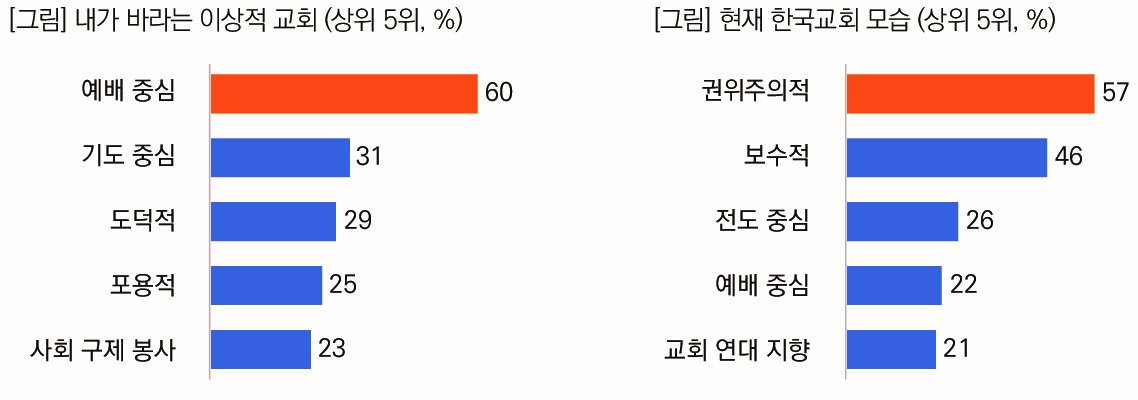 [그림] 내가 바라는 이상적 교회 (상위 5위, %)
예배 중심 60
기도 중심 31
도덕적 29
포용적 25
사회 구제 봉사 23
[그림] 현재 한국교회 모습 (상위 5위, %)
권위주의적 57
보수적 46
전도 중심 26
예배 중심 22
교회 연대 지향 21